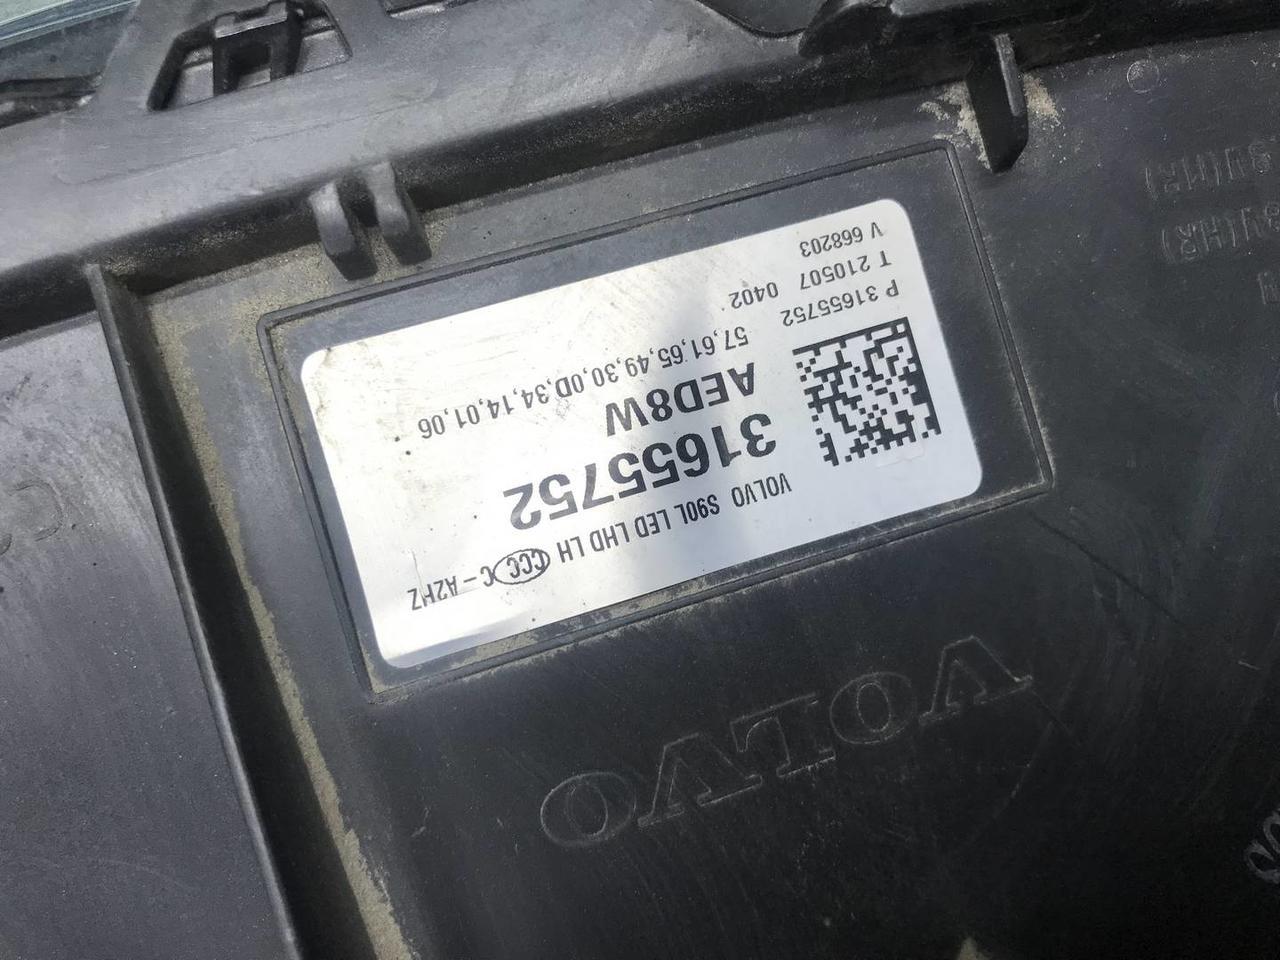 VOLVO S90L LED LHD LH CCC C-A2HZ
31655752
AED8W
57,61,65,49,30,0D,34,14,01,06
P 31655752
T 210507 0402
V 668203
VOLVO